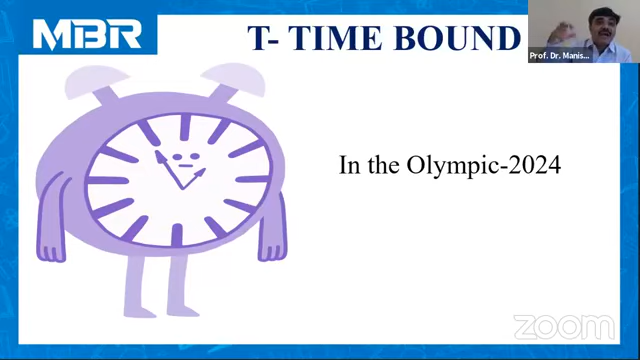 MBR
T- TIME BOUND
Prof. Dr. Manis...
In the Olympic-2024
zoom